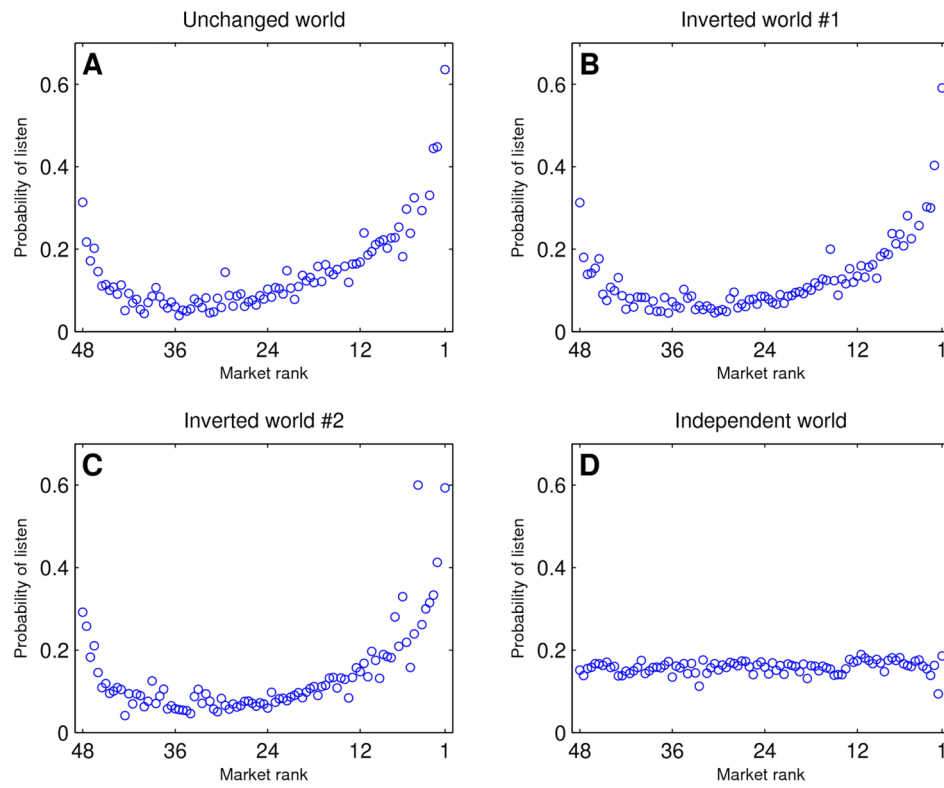 Unchanged world
A
Probability of listen
0.6
0.4
0.2
0
48 36 24 12 1
Market rank
Inverted world #1
B
Probability of listen
0.6
0.4
0.2
0
48 36 24 12 1
Market rank
Inverted world #2
C
Probability of listen
0.6
0.4
0.2
0
48 36 24 12 1
Market rank
Independent world
D
Probability of listen
0.6
0.4
0.2
0
48 36 24 12 1
Market rank